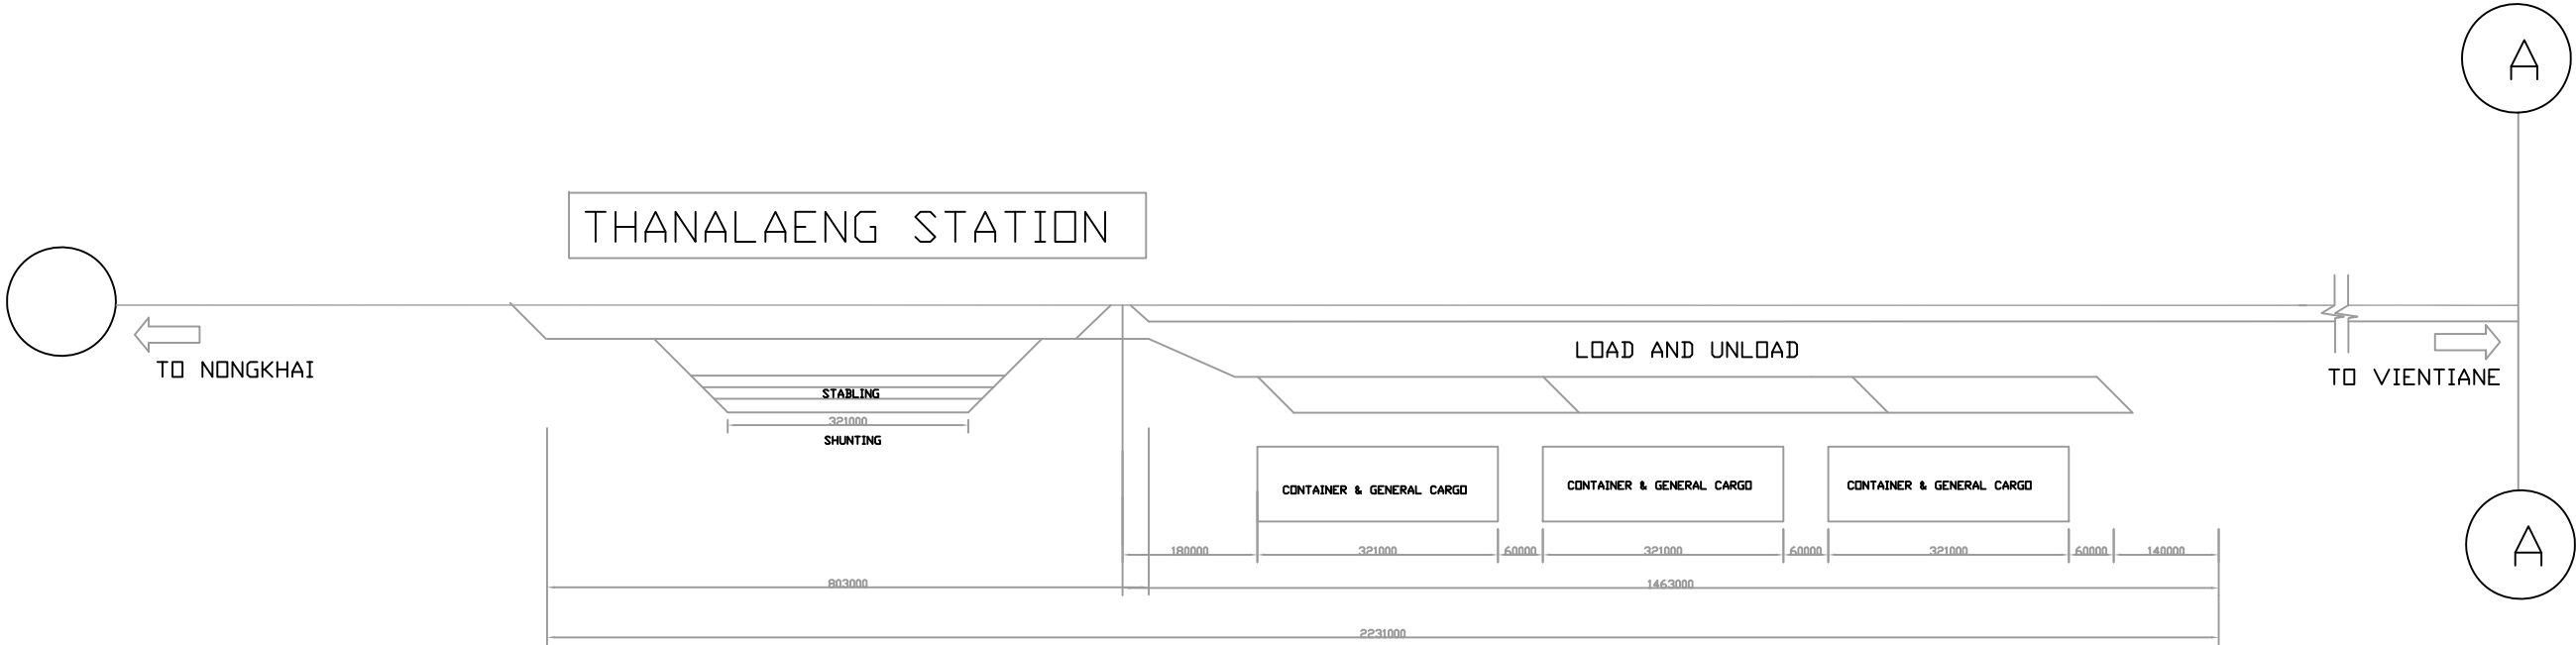 A
THANALAENG STATION
LOAD AND UNLOAD
TO NONGKHAI
TO VIENTIANE
STABLING
321000
SHUNTING
CONTAINER & GENERAL CARGO
CONTAINER & GENERAL CARGO
CONTAINER & GENERAL CARGO
180000
321000
60000
321000
60000
321000
60000
140000
A
803000
1463000
2231000